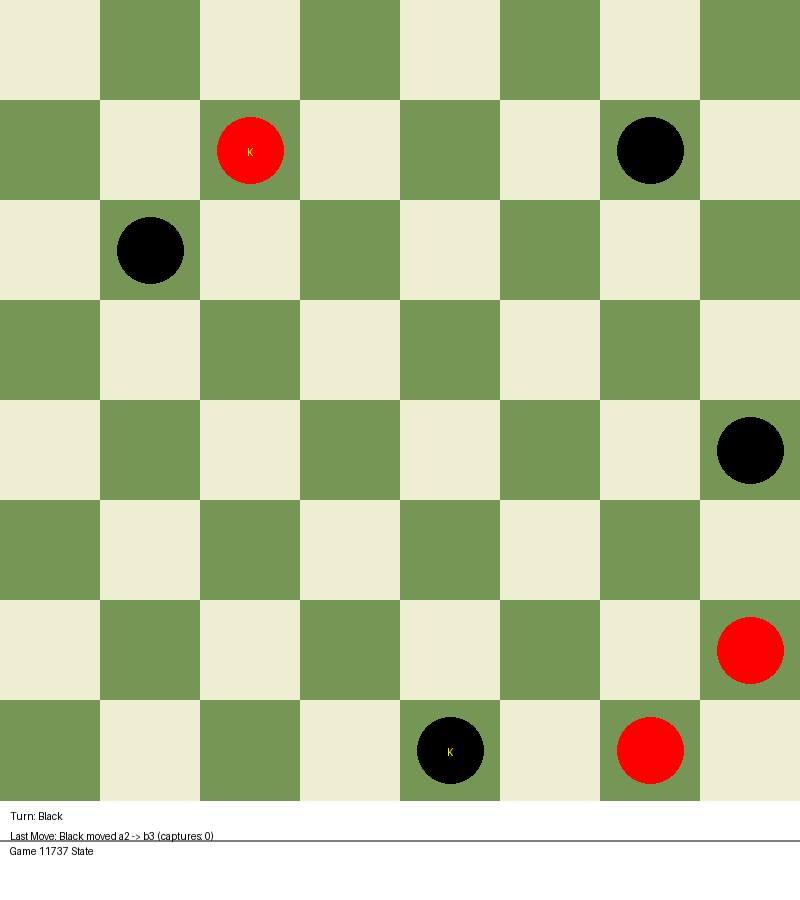 K
K
Turn: Black
Last Move: Black moved a2 -> b3 (captures: 0)
Game 11737 State